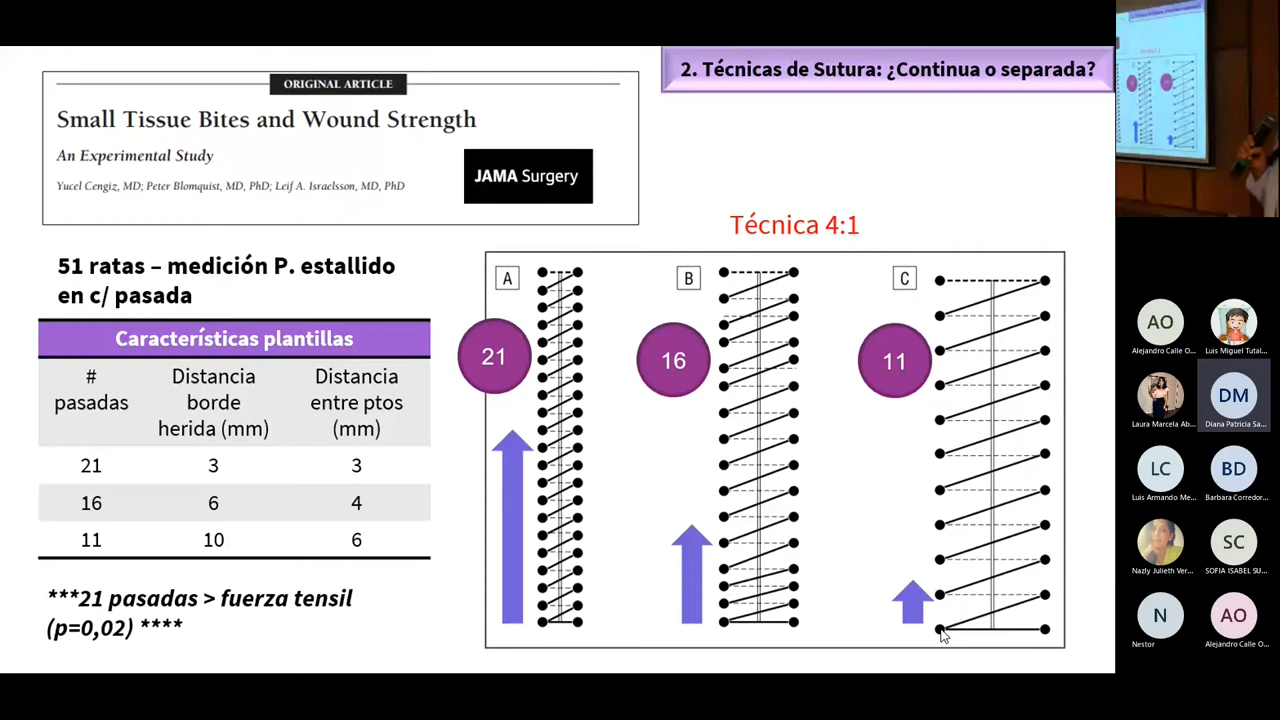 2. Técnicas de Sutura: ¿Continua o separada?
ORIGINAL ARTICLE
Small Tissue Bites and Wound Strength
An Experimental Study
Yucel Cengiz, MD; Peter Blomquist, MD, PhD; Leif A. Israelsson, MD, PhD
JAMA Surgery
51 ratas – medición P. estallido
en c/ pasada
Características plantillas
#
pasadas
Distancia
borde
herida (mm)
Distancia
entre ptos
(mm)
21 3 3
16 6 4
11 10 6
***21 pasadas > fuerza tensil
(p=0,02) ****
Técnica 4:1
A
B
C
21
16
11
AO
Alejandro Calle O...
Luis Miguel Tutal...
Laura Marcela Ab...
DM
Diana Patricia Sa...
LC
Luis Armando Me...
BD
Barbara Corredor...
Nazly Julieth Ver...
SC
SOFIA ISABEL SU...
N
Nestor
AO
Alejandro Calle O...